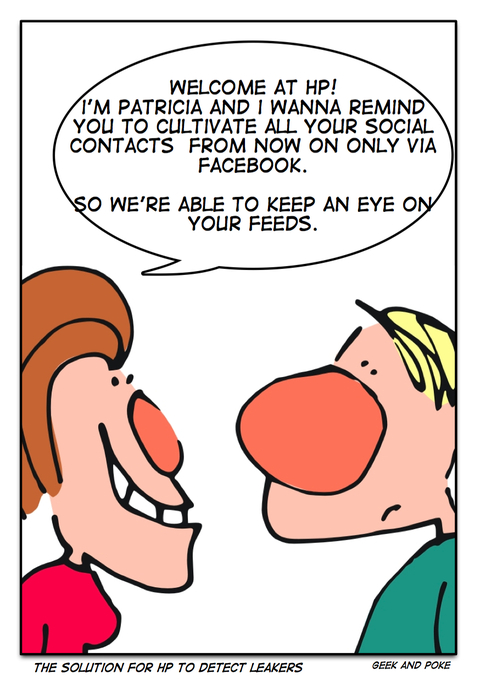 WELCOME AT HP!
I'M PATRICIA AND I WANNA REMIND
YOU TO CULTIVATE ALL YOUR SOCIAL
CONTACTS FROM NOW ON ONLY VIA
FACEBOOK.
SO WE'RE ABLE TO KEEP AN EYE ON
YOUR FEEDS.
THE SOLUTION FOR HP TO DETECT LEAKERS
GEEK AND POKE